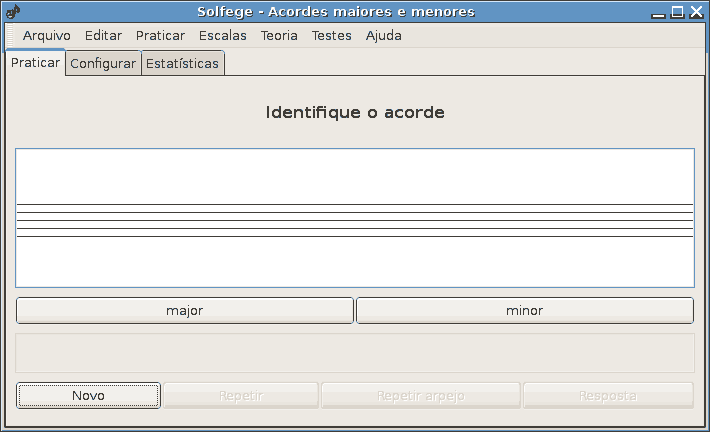 Solfege - Acordes maiores e menores
Arquivo Editar Praticar Escalas Teoria Testes Ajuda
Praticar Configurar Estatísticas
Identifique o acorde
major minor
Novo Repetir Repetir arpejo Resposta